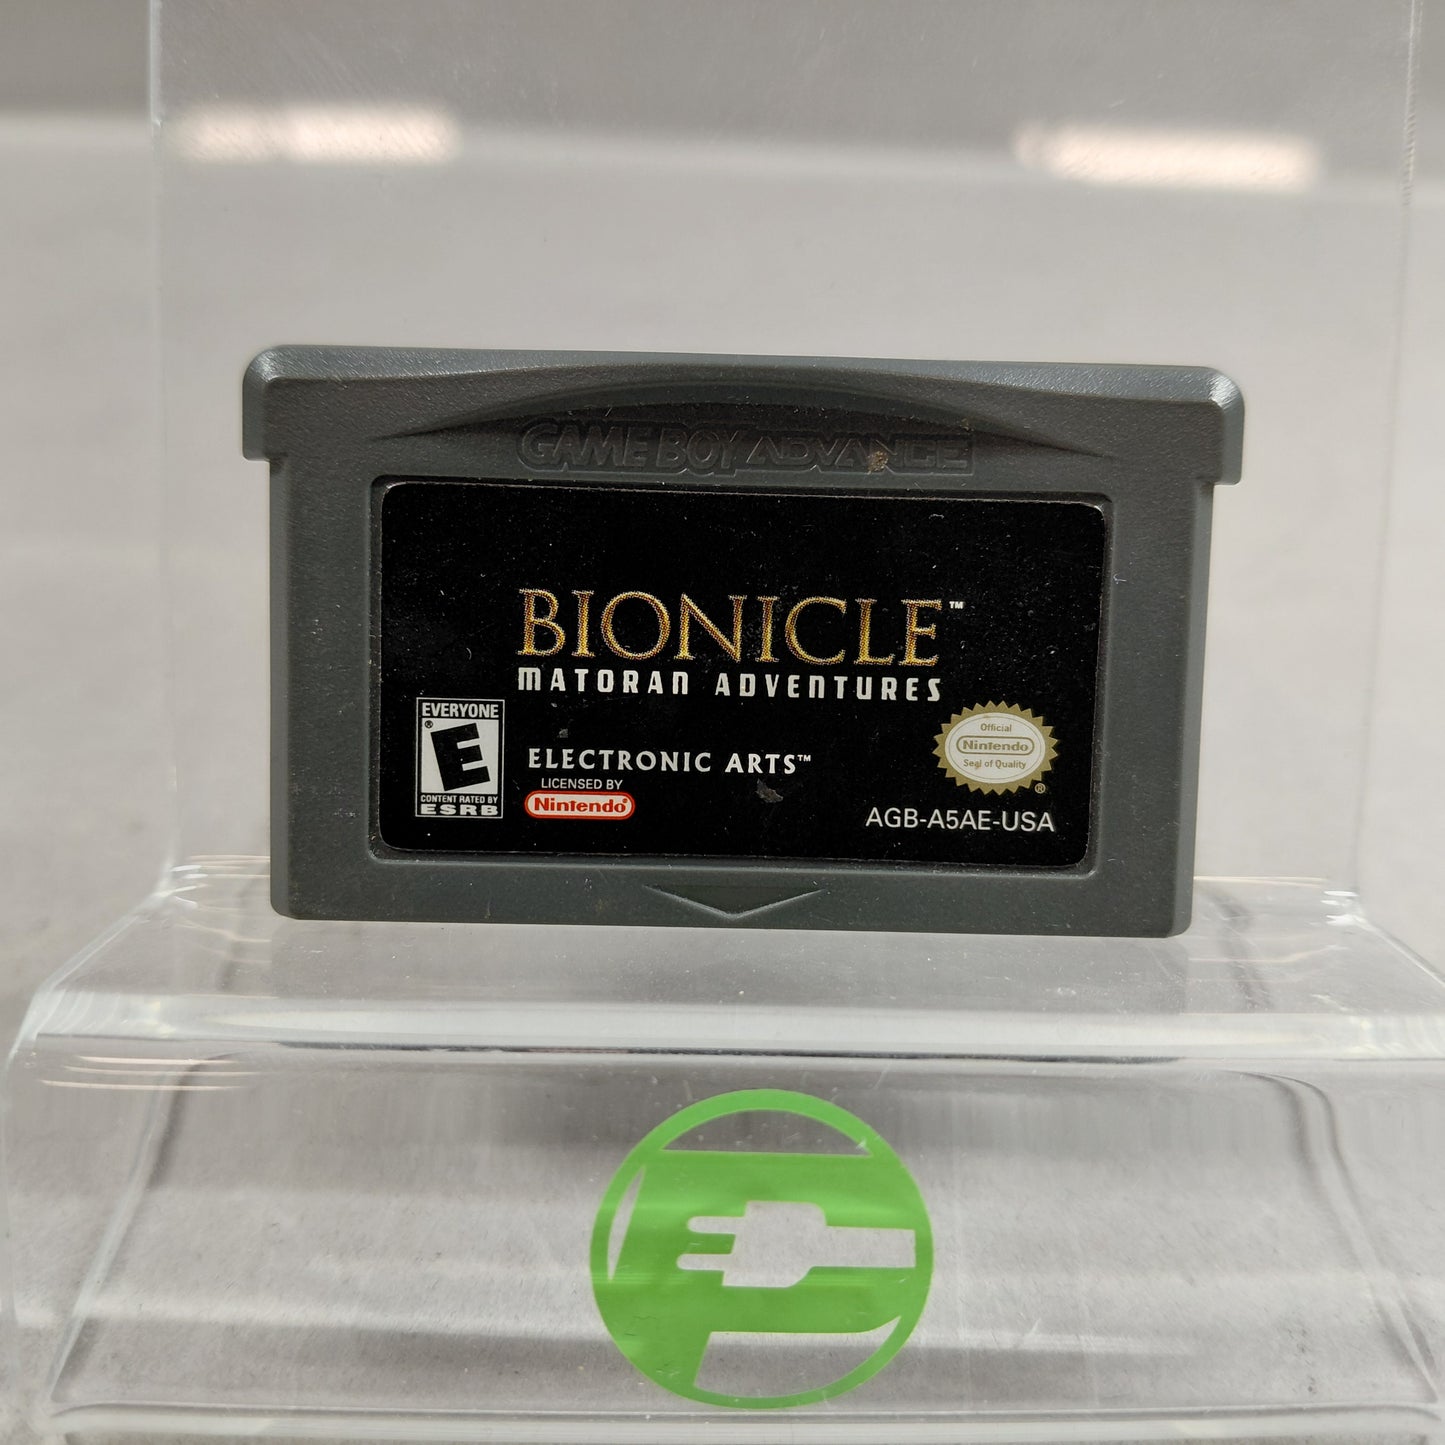 GAME BOY ADVANCE
BIONICLE™
MATORAN ADVENTURES
EVERYONE
E®
CONTENT RATED BY
ESRB
ELECTRONIC ARTS™
LICENSED BY
Nintendo®
Official
Nintendo
Seal of Quality
®
AGB-A5AE-USA